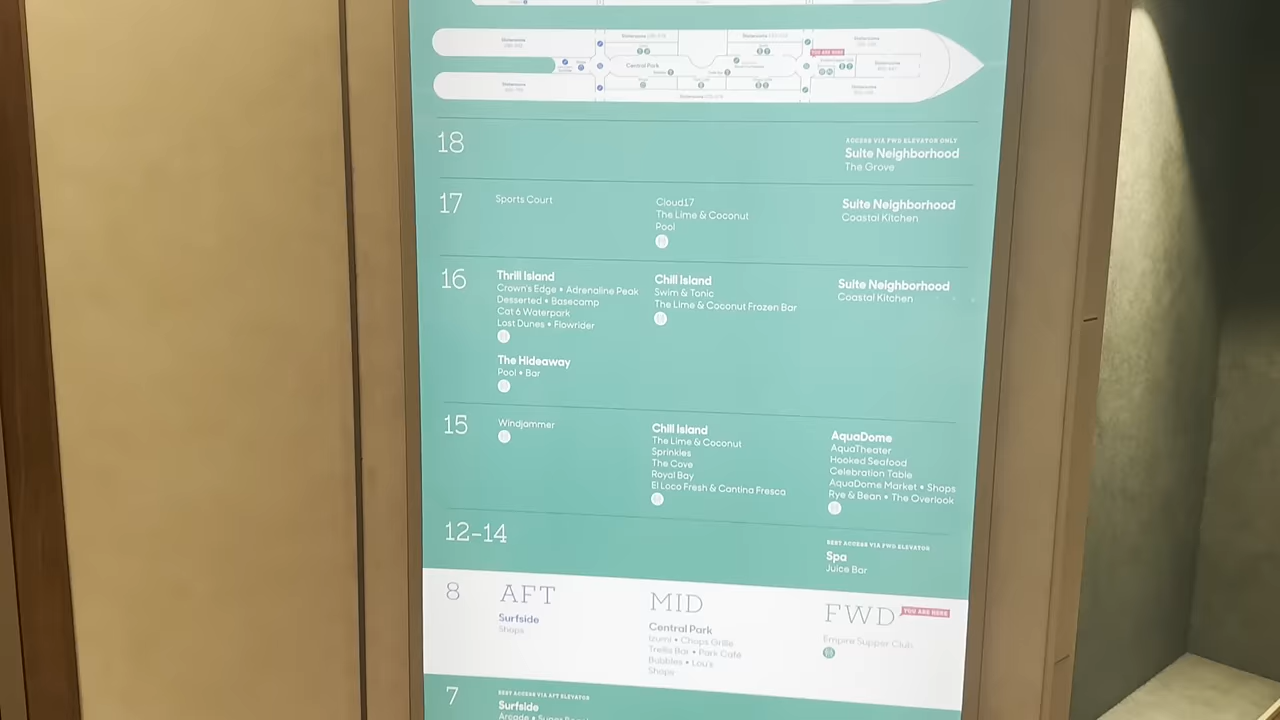 Central Park
YOU ARE HERE
18
ACCESS VIA FWD ELEVATOR ONLY
Suite Neighborhood
The Grove
17
Sports Court
Cloud17
The Lime & Coconut
Pool
Suite Neighborhood
Coastal Kitchen
16
Thrill Island
Crown's Edge • Adrenaline Peak
Desserted • Basecamp
Cat 6 Waterpark
Lost Dunes • Flowrider
The Hideaway
Pool • Bar
Chill Island
Swim & Tonic
The Lime & Coconut Frozen Bar
Suite Neighborhood
Coastal Kitchen
15
Windjammer
Chill Island
The Lime & Coconut
Sprinkles
The Cove
Royal Bay
El Loco Fresh & Cantina Fresca
AquaDome
AquaTheater
Hooked Seafood
Celebration Table
AquaDome Market • Shops
Rye & Bean • The Overlook
12-14
BEST ACCESS VIA FWD ELEVATOR
Spa
Juice Bar
8
AFT
Surfside
Shops
MID
Central Park
Izumi • Chops Grille
Trellis Bar • Park Café
Bubbles • Lou's
Shops
FWD
YOU ARE HERE
Empire Supper Club
7
BEST ACCESS VIA AFT ELEVATOR
Surfside
Arcade